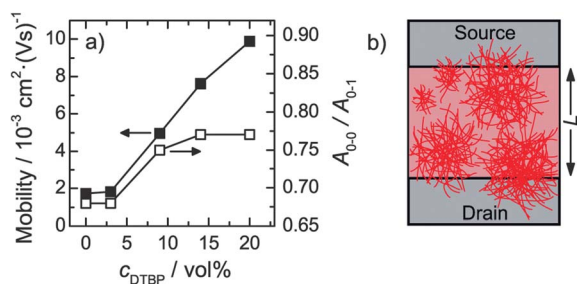 a)
Mobility / 10⁻³ cm²·(Vs)⁻¹
10
8
6
4
2
0
0.90
0.85
0.80
0.75
0.70
0.65
A₀₋₀ / A₀₋₁
0 5 10 15 20
c_DTBP / vol%
b)
Source
L
Drain